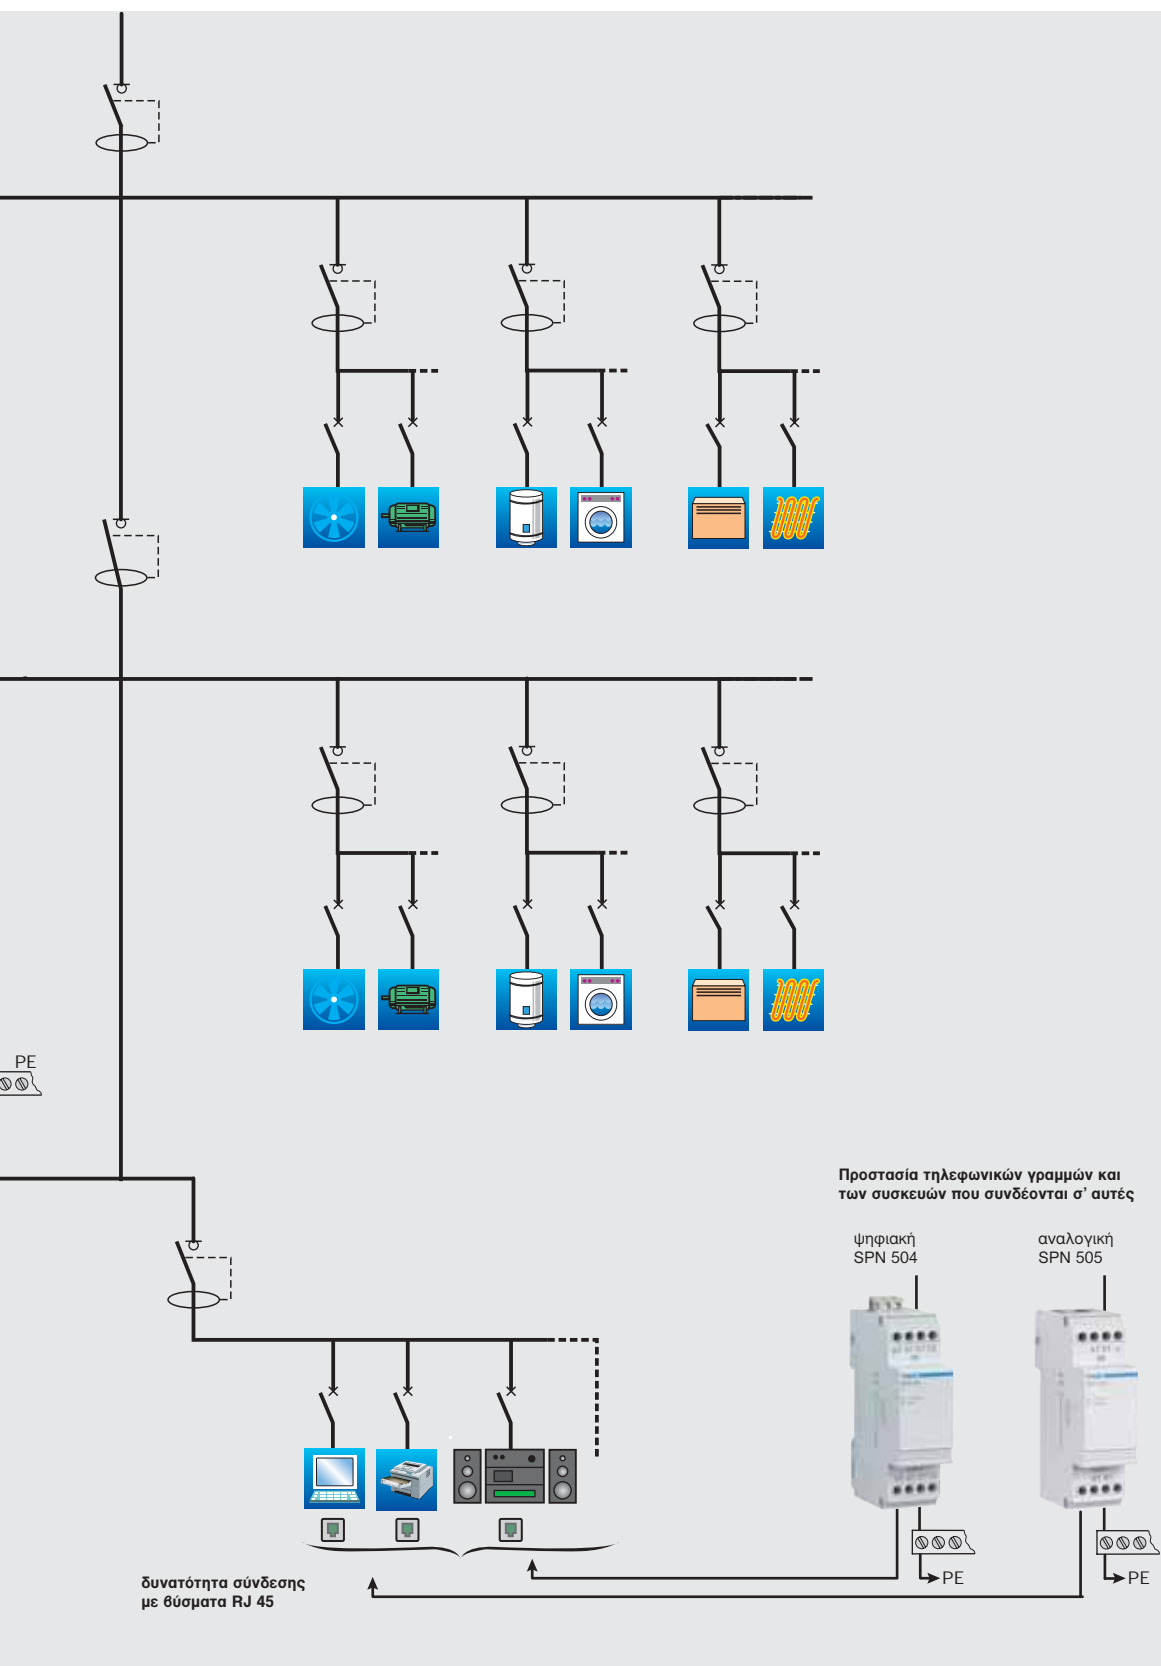 PE
Προστασία τηλεφωνικών γραμμών και
των συσκευών που συνδέονται σ' αυτές
ψηφιακή
SPN 504
αναλογική
SPN 505
PE
PE
δυνατότητα σύνδεσης
με βύσματα RJ 45